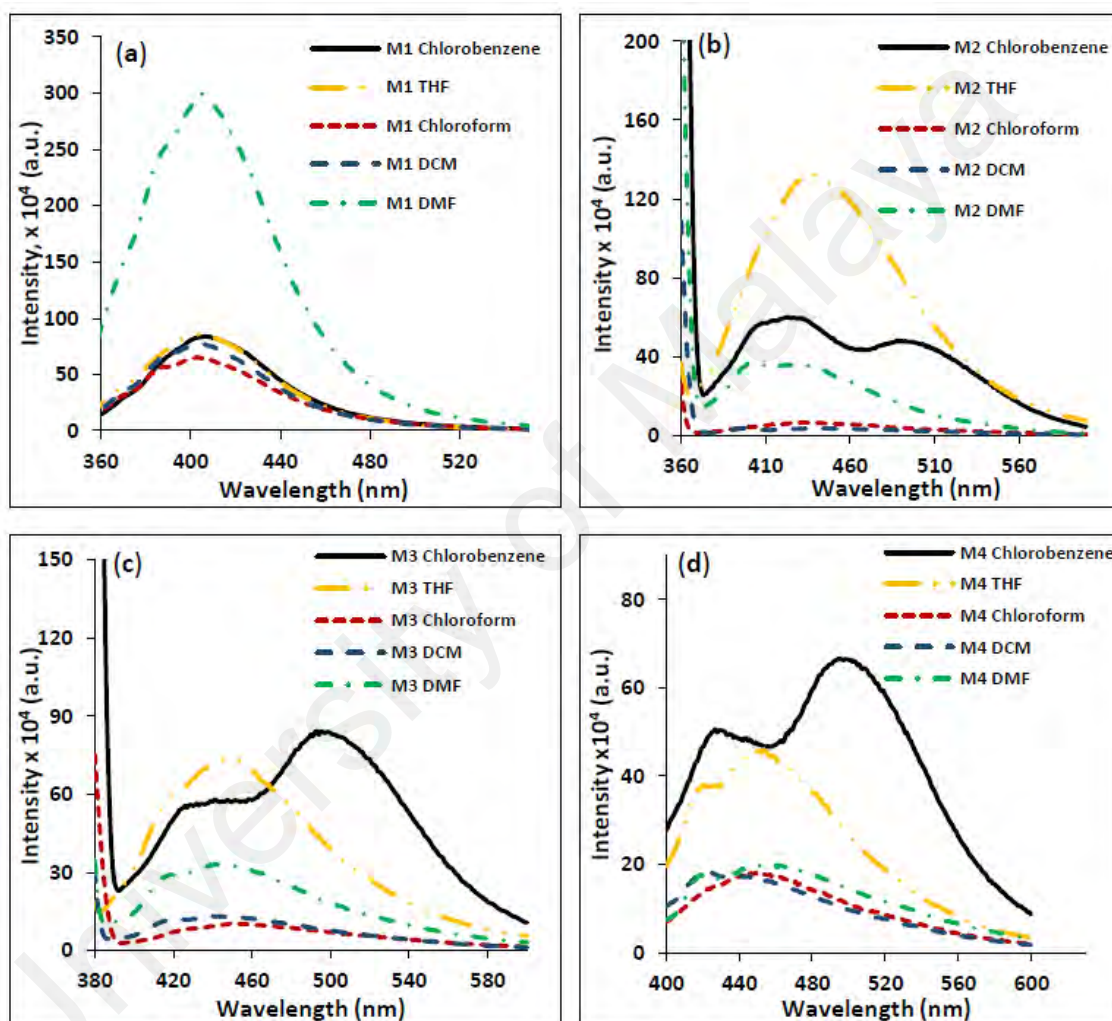 (a)
350
300
250
200
150
100
50
0
Intensity, x 10⁴ (a.u.)
M1 Chlorobenzene
M1 THF
M1 Chloroform
M1 DCM
M1 DMF
360 400 440 480 520
Wavelength (nm)
(b)
200
160
120
80
40
0
Intensity x 10⁴ (a.u.)
M2 Chlorobenzene
M2 THF
M2 Chloroform
M2 DCM
M2 DMF
360 410 460 510 560
Wavelength (nm)
(c)
150
120
90
60
30
0
Intensity x 10⁴ (a.u.)
M3 Chlorobenzene
M3 THF
M3 Chloroform
M3 DCM
M3 DMF
380 420 460 500 540 580
Wavelength (nm)
(d)
80
60
40
20
0
Intensity x10⁴ (a.u.)
M4 Chlorobenzene
M4 THF
M4 Chloroform
M4 DCM
M4 DMF
400 440 480 520 560 600
Wavelength (nm)
University of Malaya